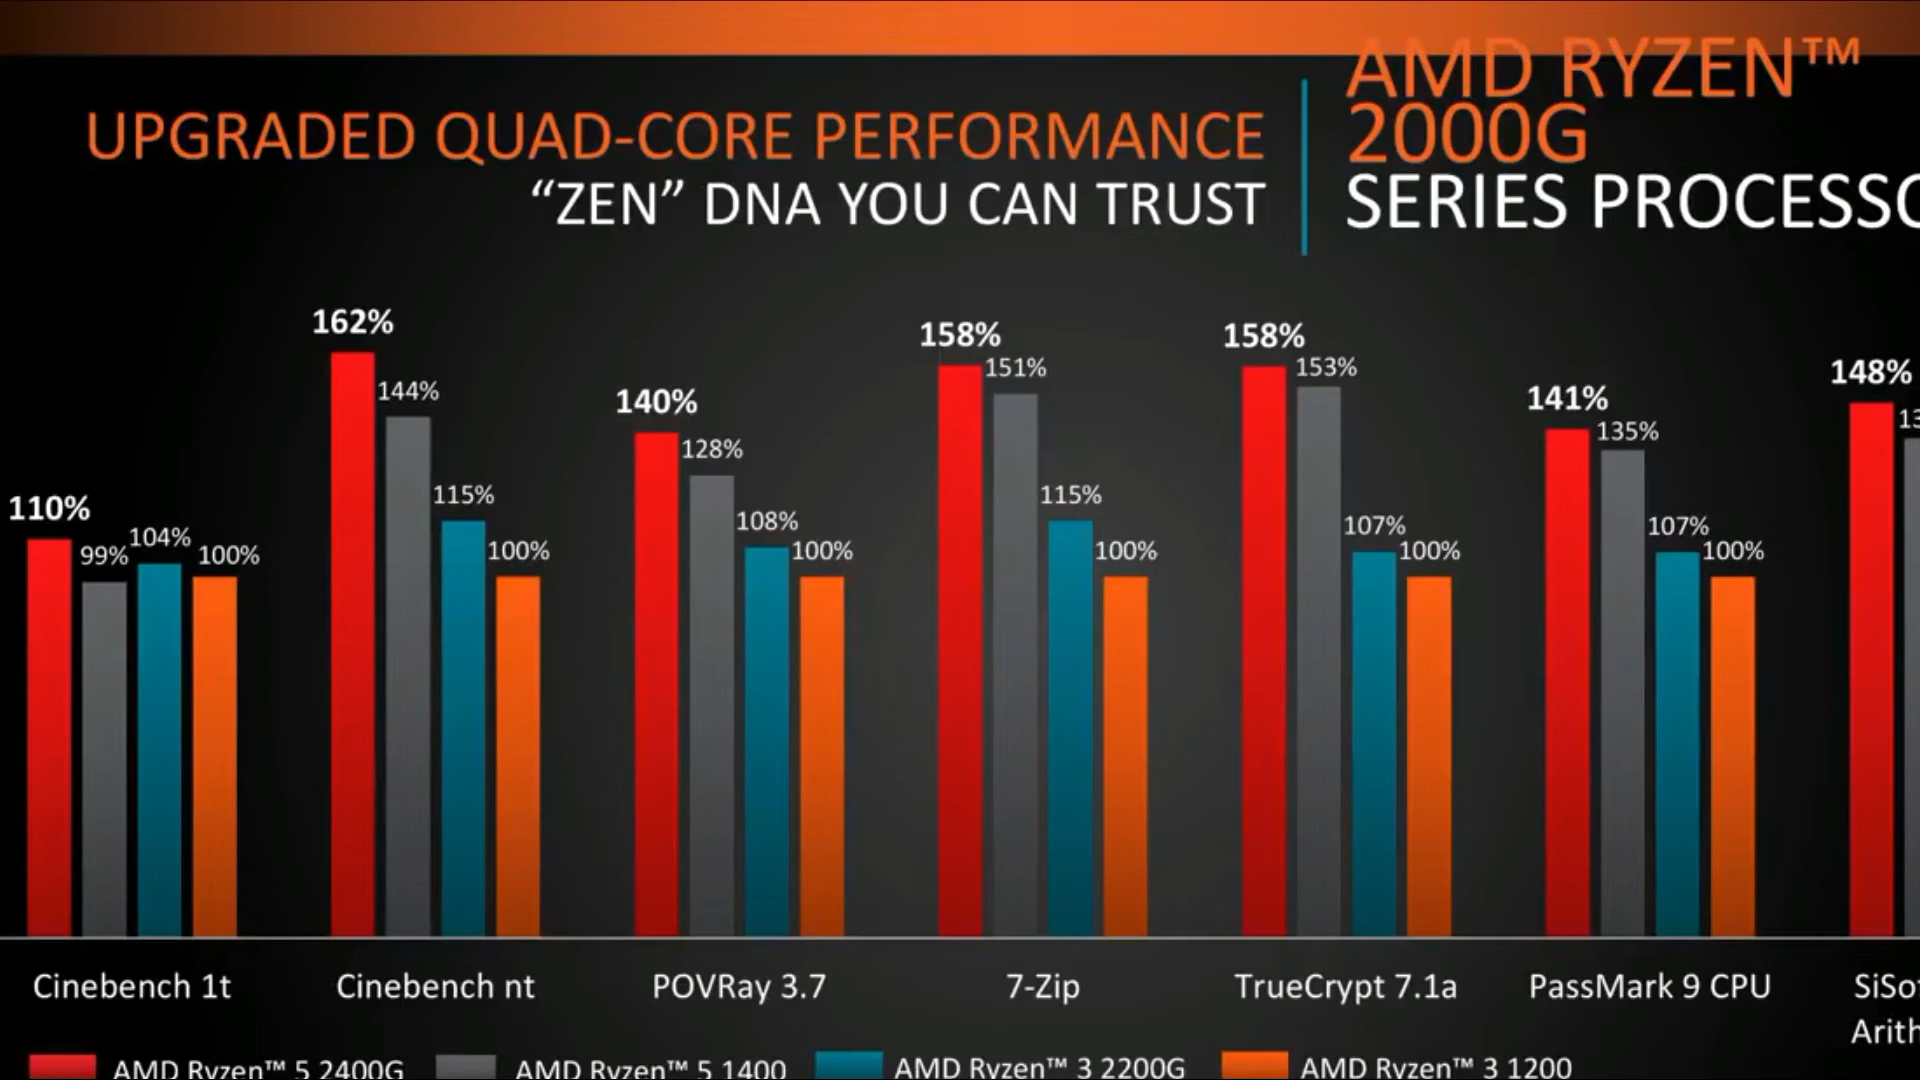 UPGRADED QUAD-CORE PERFORMANCE
“ZEN” DNA YOU CAN TRUST
AMD RYZEN™
2000G
SERIES PROCESSO
110%
99%
104%
100%
162%
144%
115%
100%
140%
128%
108%
100%
158%
151%
115%
100%
158%
153%
107%
100%
141%
135%
107%
100%
148%
13
Cinebench 1t
Cinebench nt
POVRay 3.7
7-Zip
TrueCrypt 7.1a
PassMark 9 CPU
SiSo
Arith
AMD Ryzen™ 5 2400G
AMD Ryzen™ 5 1400
AMD Ryzen™ 3 2200G
AMD Ryzen™ 3 1200